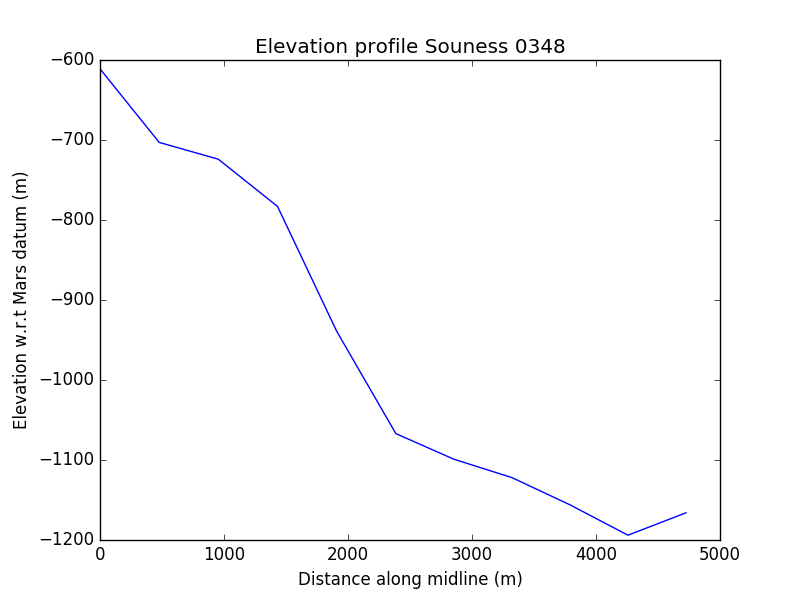 Elevation profile Souness 0348
−600
−700
−800
−900
−1000
−1100
−1200
Elevation w.r.t Mars datum (m)
0 1000 2000 3000 4000 5000
Distance along midline (m)